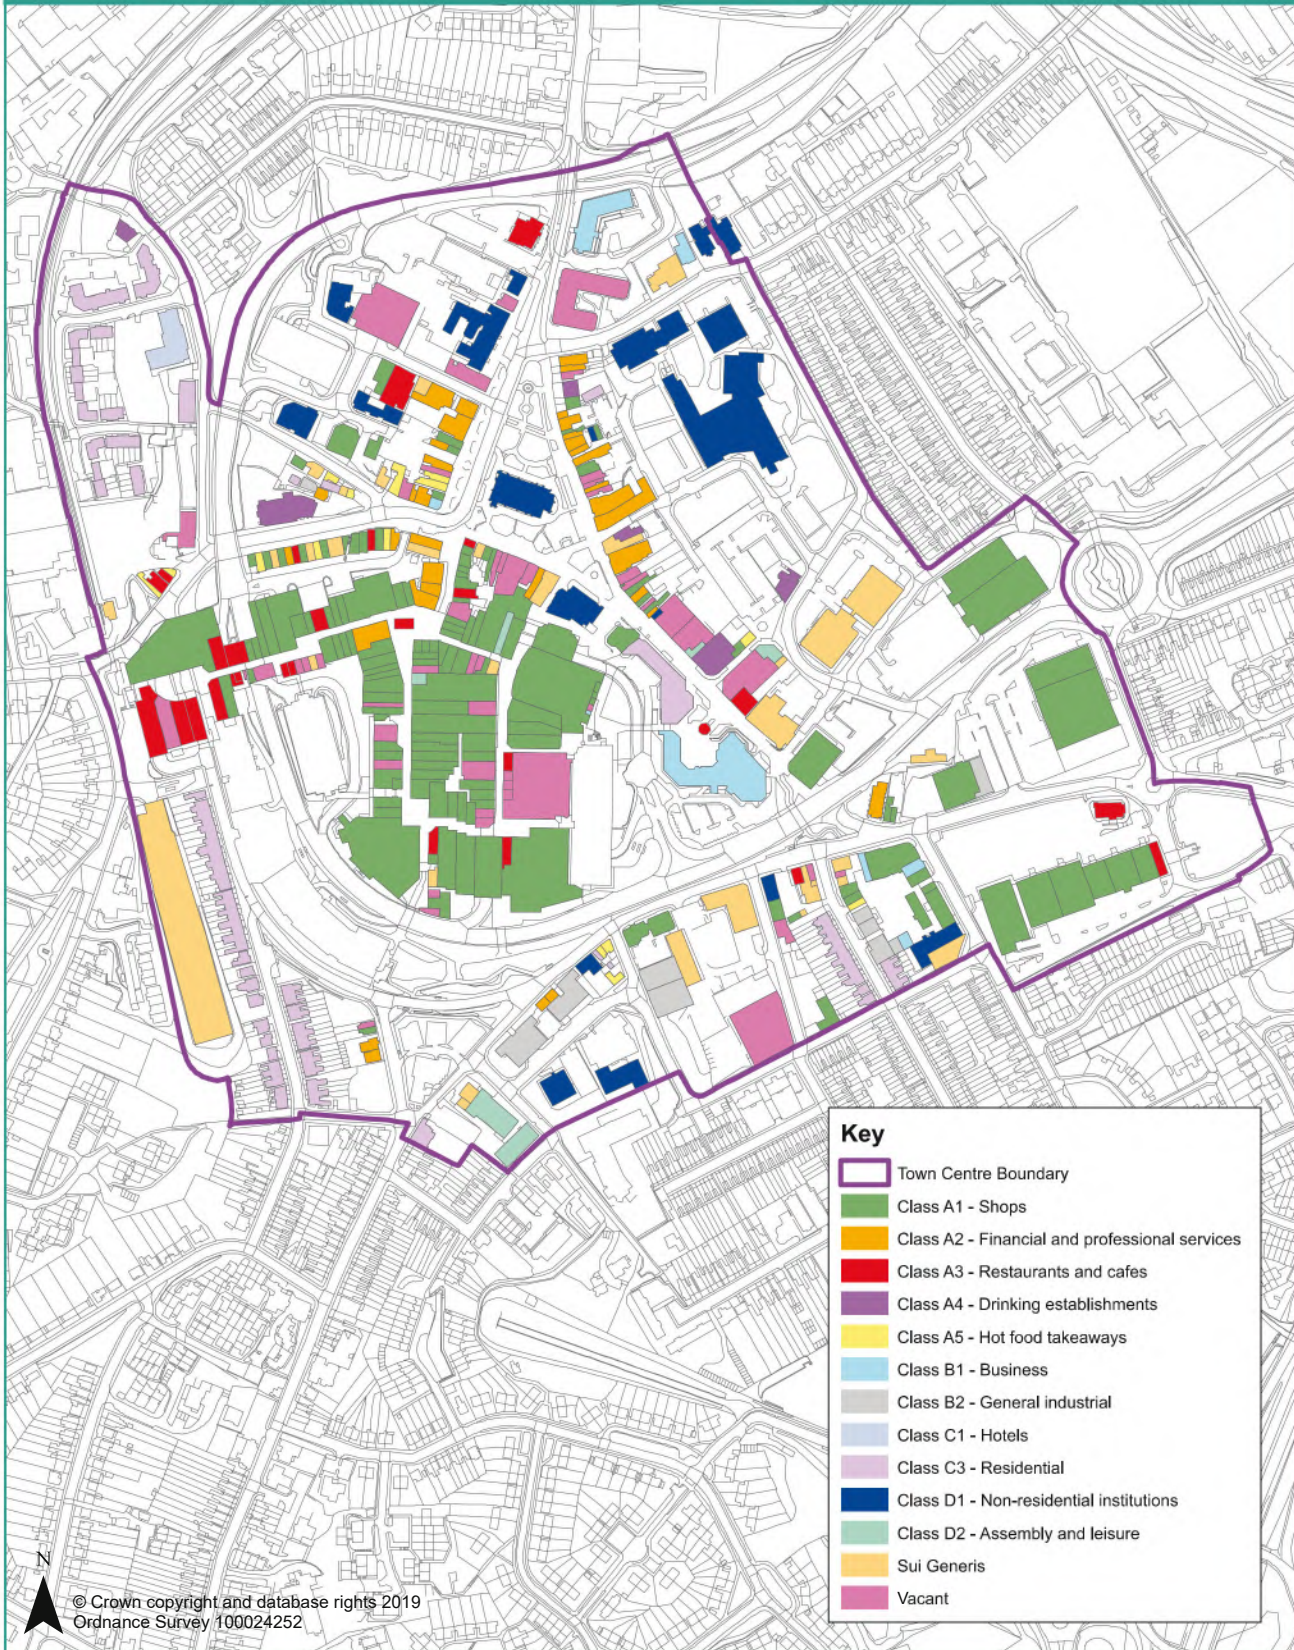 Key
Town Centre Boundary
Class A1 - Shops
Class A2 - Financial and professional services
Class A3 - Restaurants and cafes
Class A4 - Drinking establishments
Class A5 - Hot food takeaways
Class B1 - Business
Class B2 - General industrial
Class C1 - Hotels
Class C3 - Residential
Class D1 - Non-residential institutions
Class D2 - Assembly and leisure
Sui Generis
Vacant
N
© Crown copyright and database rights 2019
Ordnance Survey 100024252